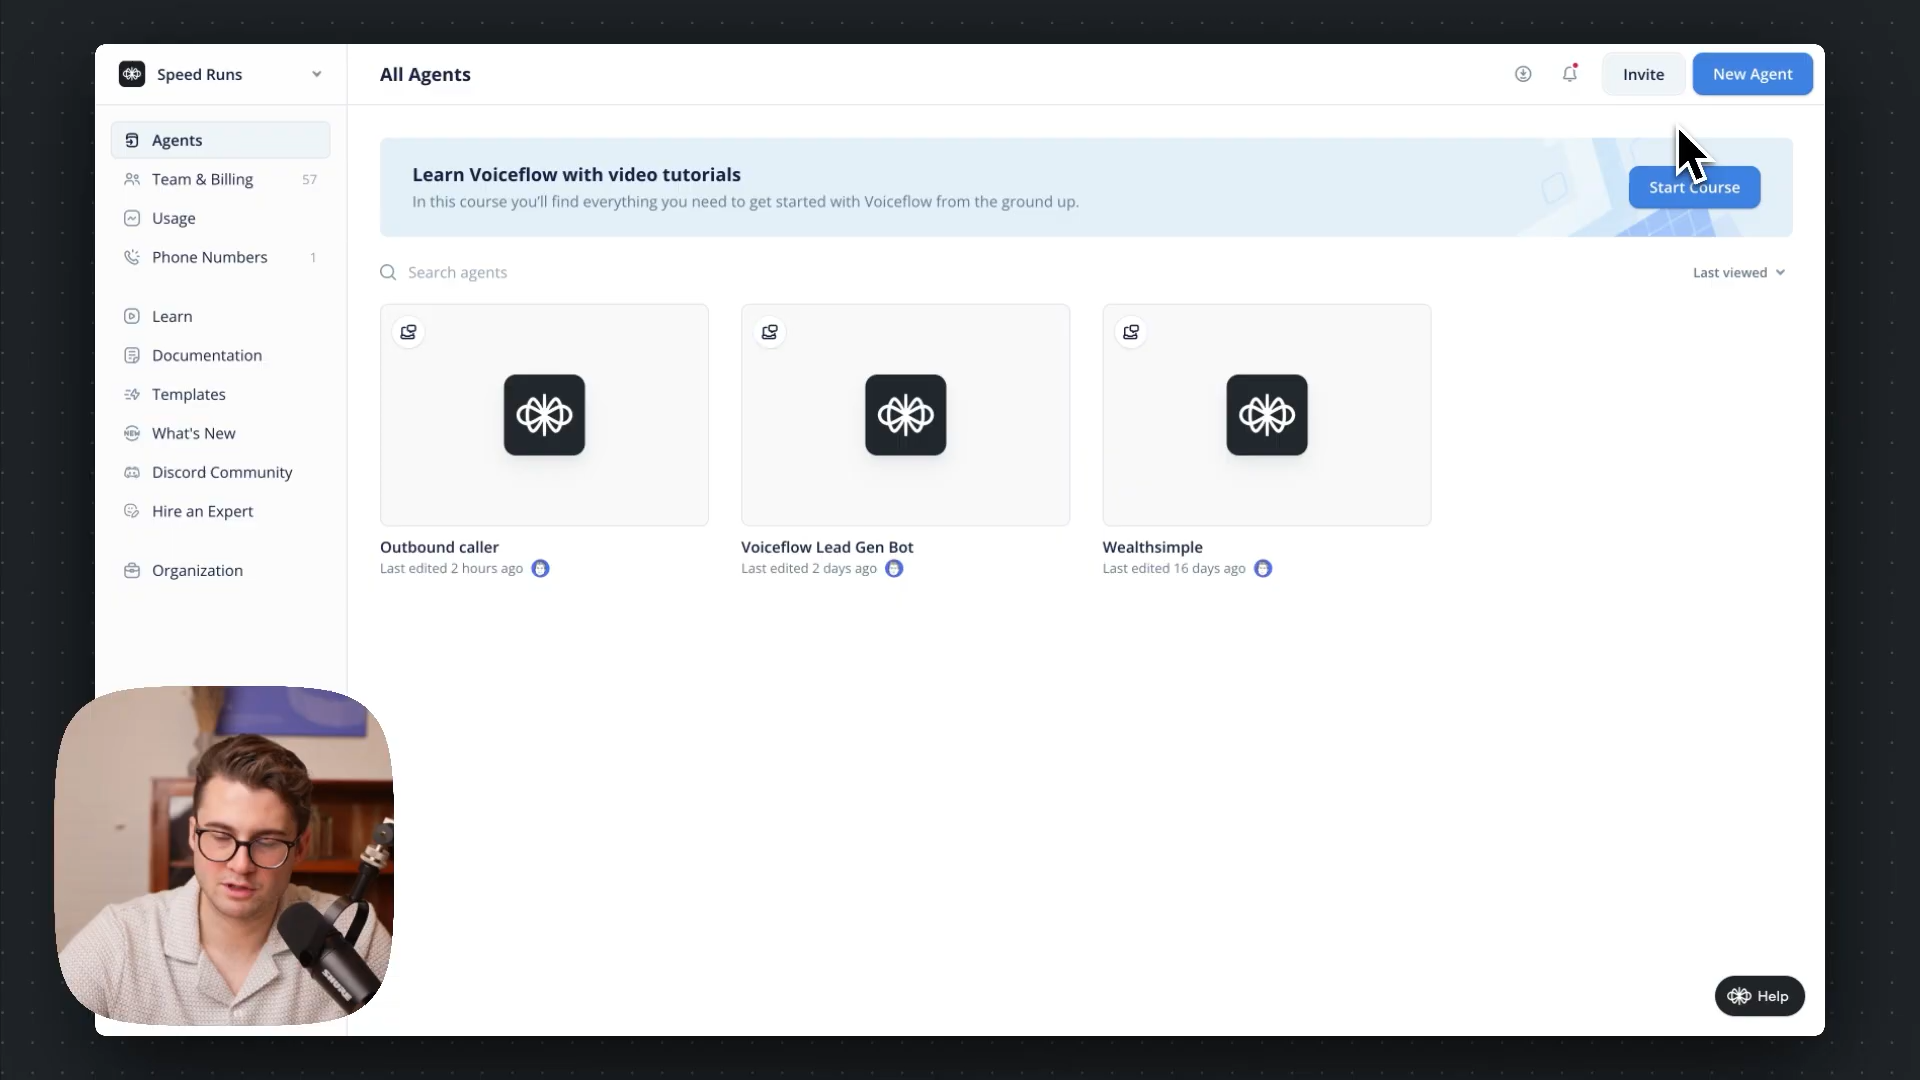 Speed Runs
All Agents
Invite
New Agent
Agents
Team & Billing 57
Usage
Phone Numbers 1
Learn
Documentation
Templates
What's New
Discord Community
Hire an Expert
Organization
Learn Voiceflow with video tutorials
In this course you'll find everything you need to get started with Voiceflow from the ground up.
Start Course
Search agents
Last viewed
Outbound caller
Last edited 2 hours ago
Voiceflow Lead Gen Bot
Last edited 2 days ago
Wealthsimple
Last edited 16 days ago
SHURE
Help